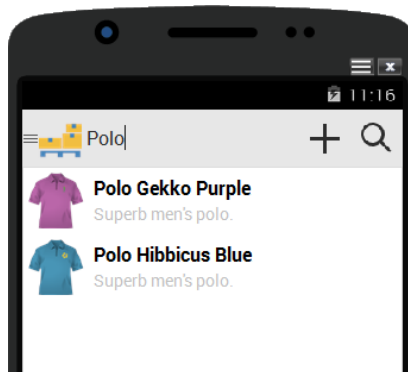 11:16
Polo
Polo Gekko Purple
Superb men's polo.
Polo Hibbicus Blue
Superb men's polo.